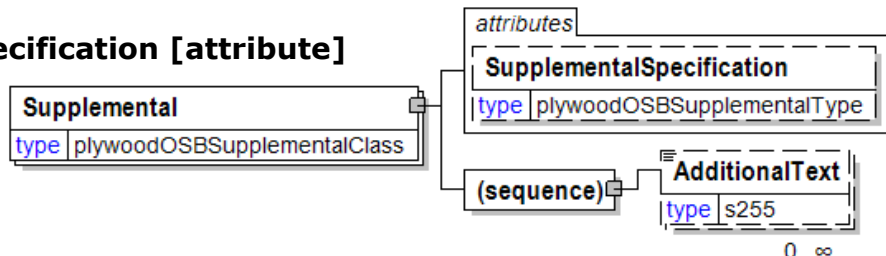 ecification [attribute]
attributes
SupplementalSpecification
type plywoodOSBSupplementalType
Supplemental
type plywoodOSBSupplementalClass
(sequence)
AdditionalText
type s255
0 ∞